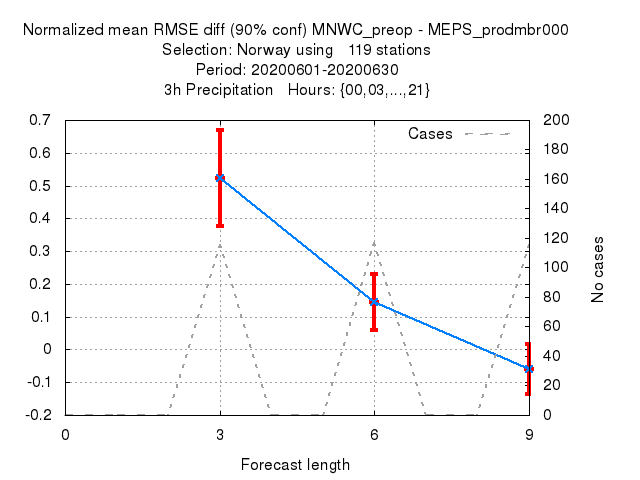 Normalized mean RMSE diff (90% conf) MNWC_preop - MEPS_prodmbr000
Selection: Norway using 119 stations
Period: 20200601-20200630
3h Precipitation Hours: {00,03,...,21}
Cases
0.7
0.6
0.5
0.4
0.3
0.2
0.1
0
-0.1
-0.2
200
180
160
140
120
100
80
60
40
20
0
No cases
0 3 6 9
Forecast length